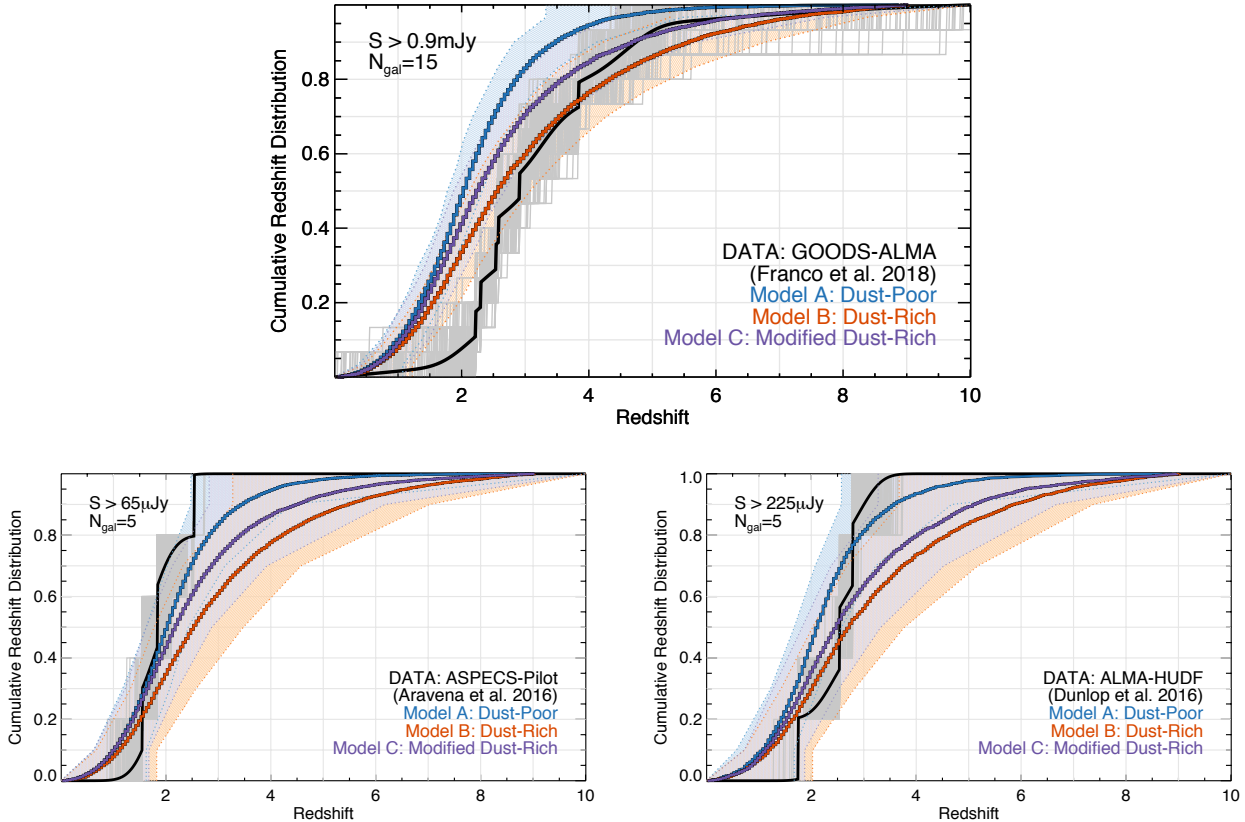 S > 0.9mJy
N_gal=15
0.8
0.6
0.4
0.2
Cumulative Redshift Distribution
DATA: GOODS-ALMA
(Franco et al. 2018)
Model A: Dust-Poor
Model B: Dust-Rich
Model C: Modified Dust-Rich
2 4 6 8 10
Redshift
S > 65μJy
N_gal=5
0.8
0.6
0.4
0.2
0.0
Cumulative Redshift Distribution
DATA: ASPECS-Pilot
(Aravena et al. 2016)
Model A: Dust-Poor
Model B: Dust-Rich
Model C: Modified Dust-Rich
2 4 6 8 10
Redshift
S > 225μJy
N_gal=5
1.0
0.8
0.6
0.4
0.2
0.0
Cumulative Redshift Distribution
DATA: ALMA-HUDF
(Dunlop et al. 2016)
Model A: Dust-Poor
Model B: Dust-Rich
Model C: Modified Dust-Rich
2 4 6 8 10
Redshift